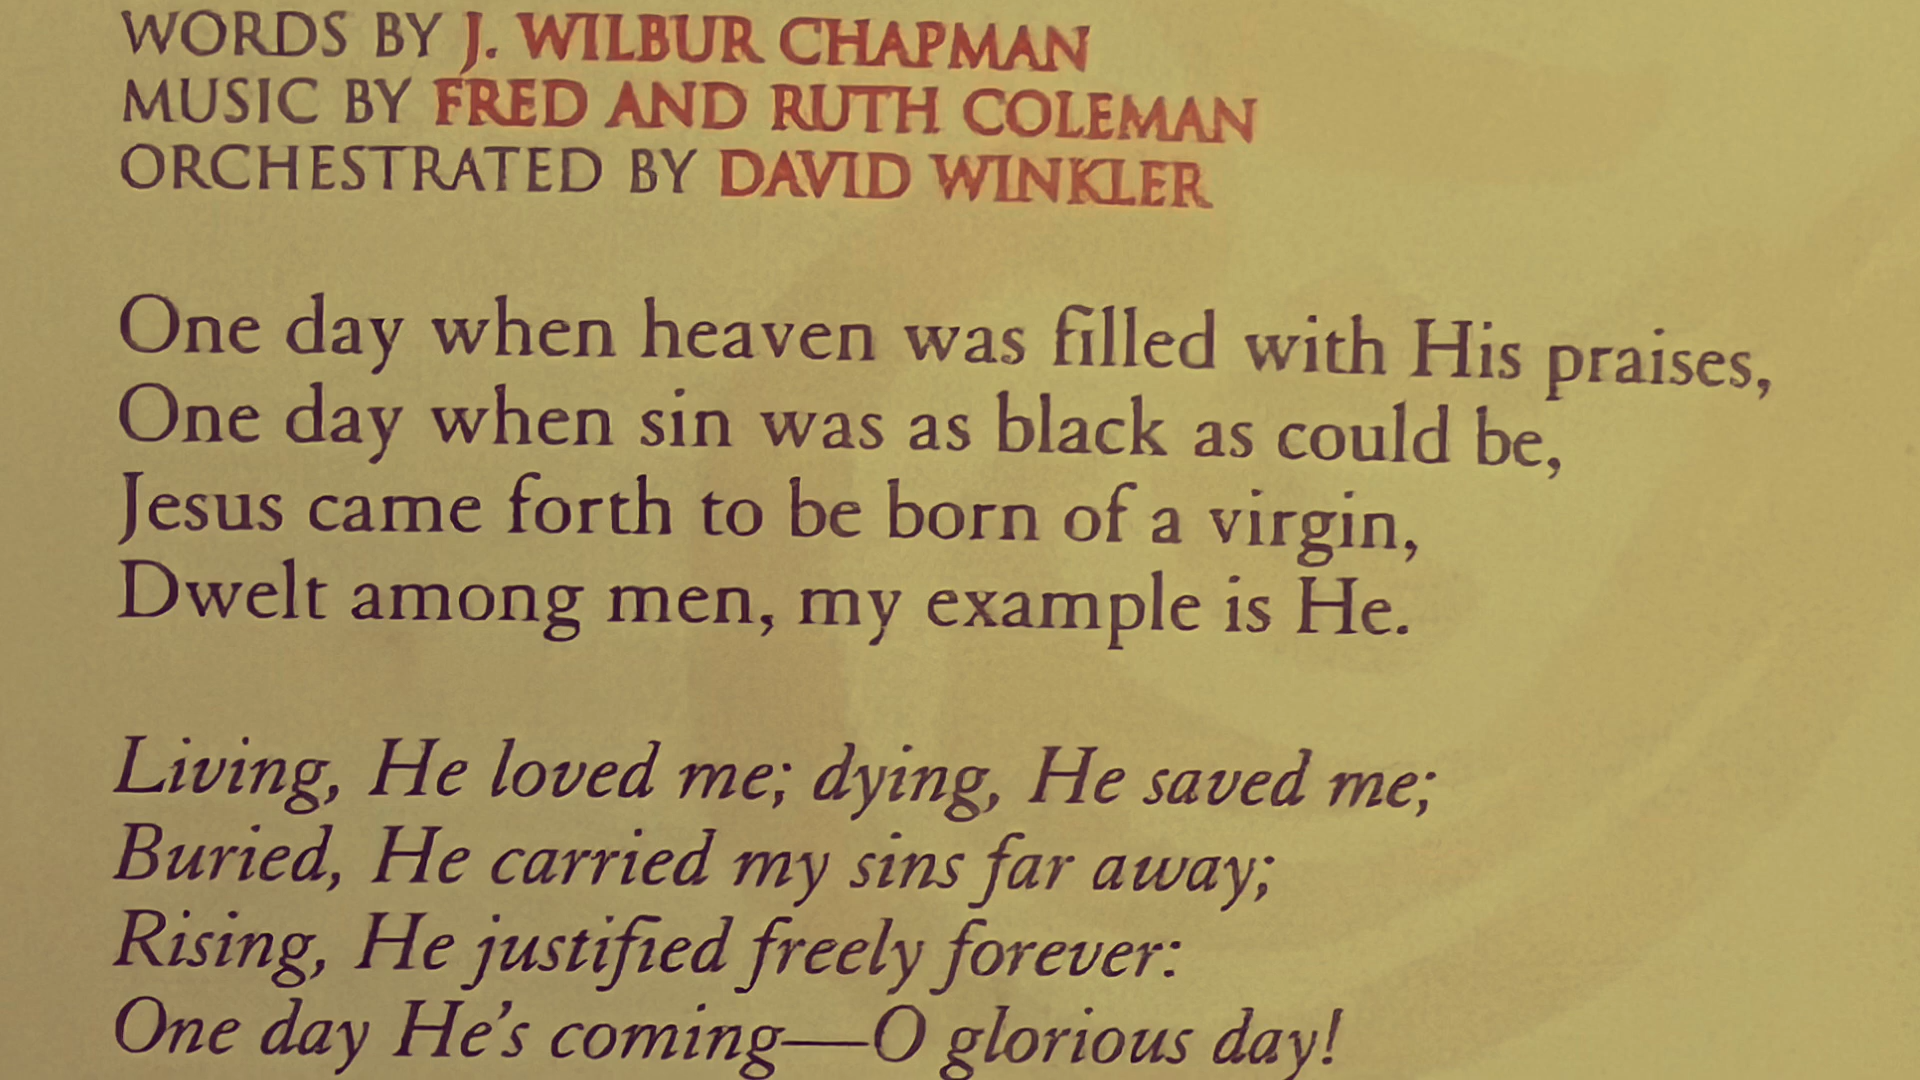 WORDS BY J. WILBUR CHAPMAN
MUSIC BY FRED AND RUTH COLEMAN
ORCHESTRATED BY DAVID WINKLER
One day when heaven was filled with His praises,
One day when sin was as black as could be,
Jesus came forth to be born of a virgin,
Dwelt among men, my example is He.
Living, He loved me; dying, He saved me;
Buried, He carried my sins far away;
Rising, He justified freely forever:
One day He's coming—O glorious day!